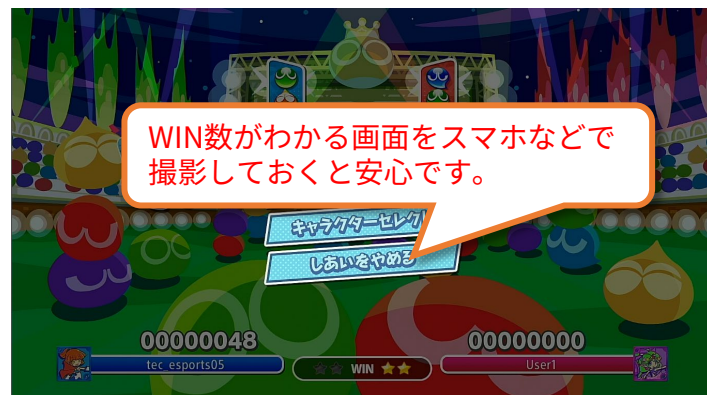 WIN数がわかる画面をスマホなどで
撮影しておくと安心です。
キャラクターセレク
しあいをやめる
00000048
00000000
tec_esports05
WIN
User1